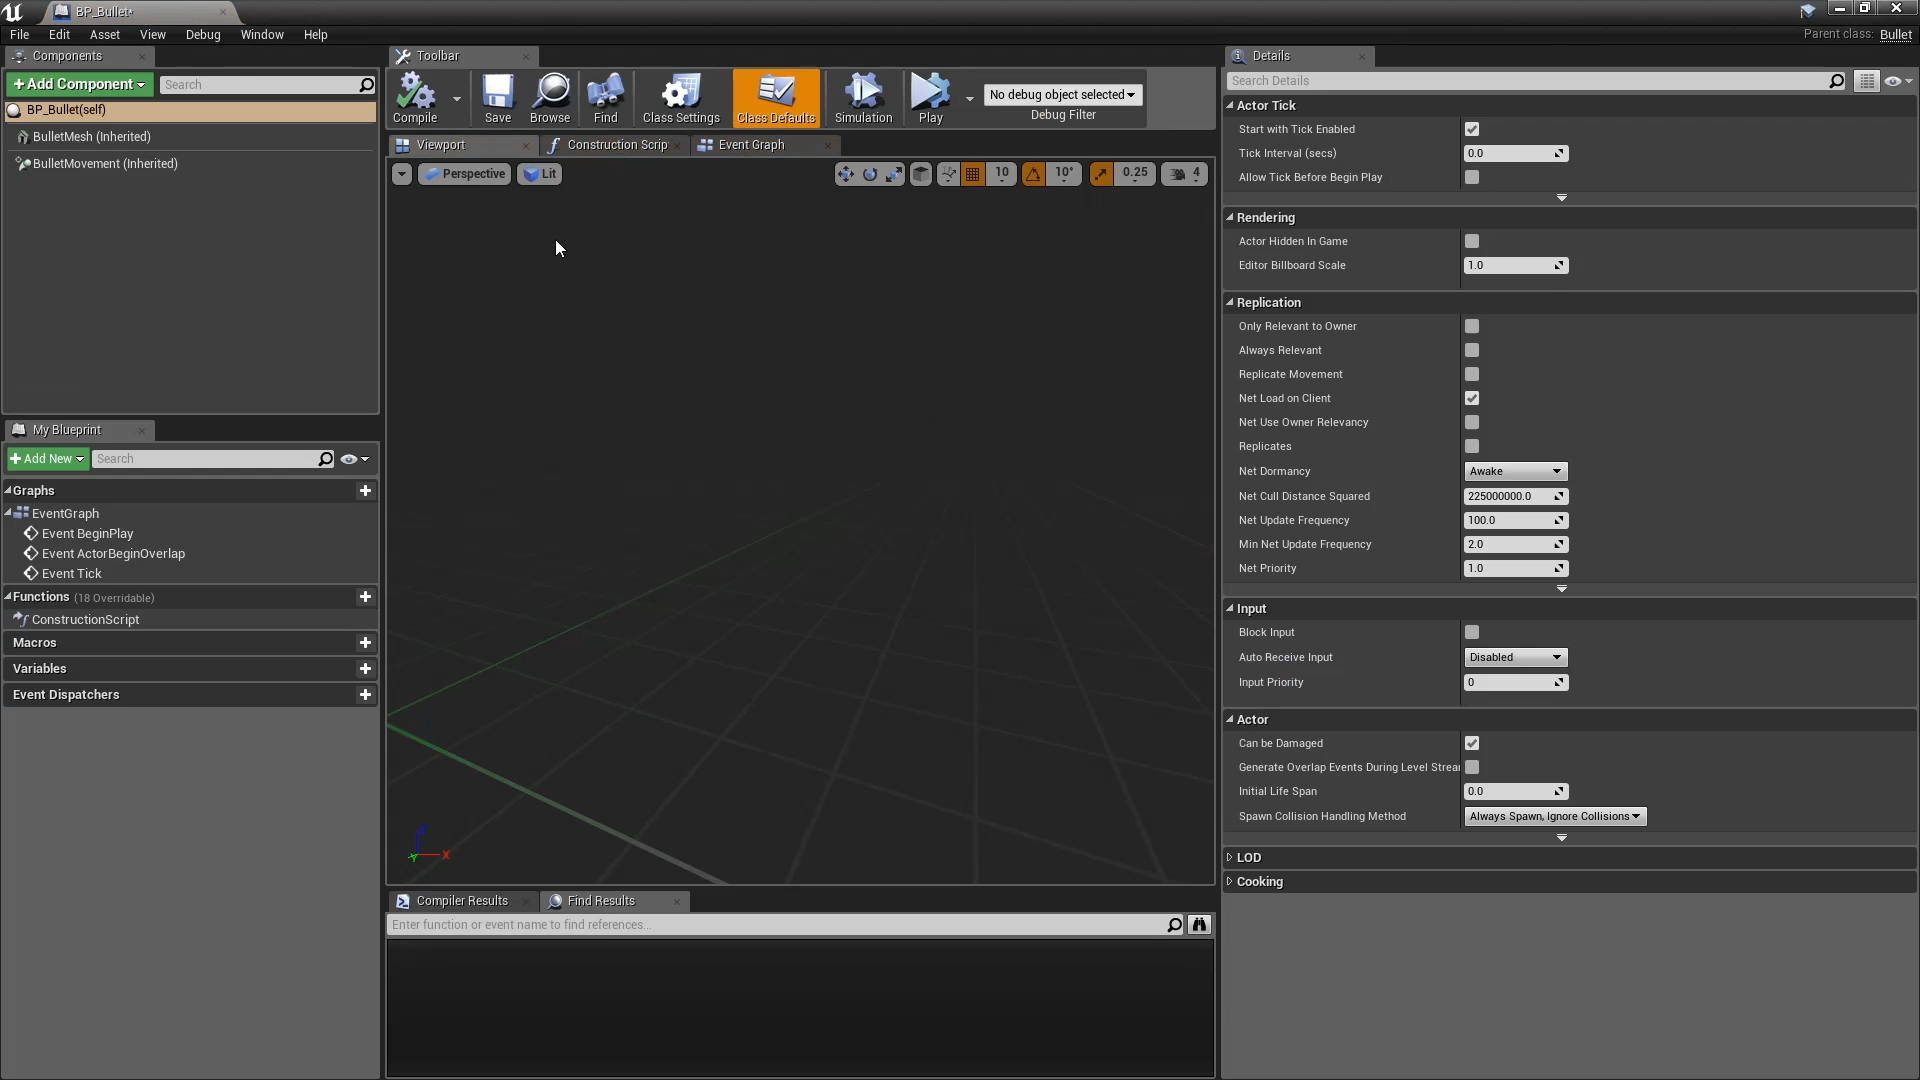 BP_Bullet*
File Edit Asset View Debug Window Help
Parent class: Bullet
Components
Toolbar
Details
+Add Component
Search
Compile
Save
Browse
Find
Class Settings
Class Defaults
Simulation
Play
No debug object selected
Debug Filter
Search Details
BP_Bullet(self)
BulletMesh (Inherited)
BulletMovement (Inherited)
Viewport
Construction Scrip
Event Graph
Perspective
Lit
10
10°
0.25
4
Actor Tick
Start with Tick Enabled
Tick Interval (secs) 0.0
Allow Tick Before Begin Play
Rendering
Actor Hidden In Game
Editor Billboard Scale 1.0
Replication
Only Relevant to Owner
Always Relevant
Replicate Movement
Net Load on Client
Net Use Owner Relevancy
Replicates
Net Dormancy Awake
Net Cull Distance Squared 225000000.0
Net Update Frequency 100.0
Min Net Update Frequency 2.0
Net Priority 1.0
Input
Block Input
Auto Receive Input Disabled
Input Priority 0
Actor
Can be Damaged
Generate Overlap Events During Level Strear
Initial Life Span 0.0
Spawn Collision Handling Method Always Spawn, Ignore Collisions
LOD
Cooking
My Blueprint
+Add New
Search
Graphs
EventGraph
Event BeginPlay
Event ActorBeginOverlap
Event Tick
Functions (18 Overridable)
ConstructionScript
Macros
Variables
Event Dispatchers
Z
Y
X
Compiler Results
Find Results
Enter function or event name to find references...